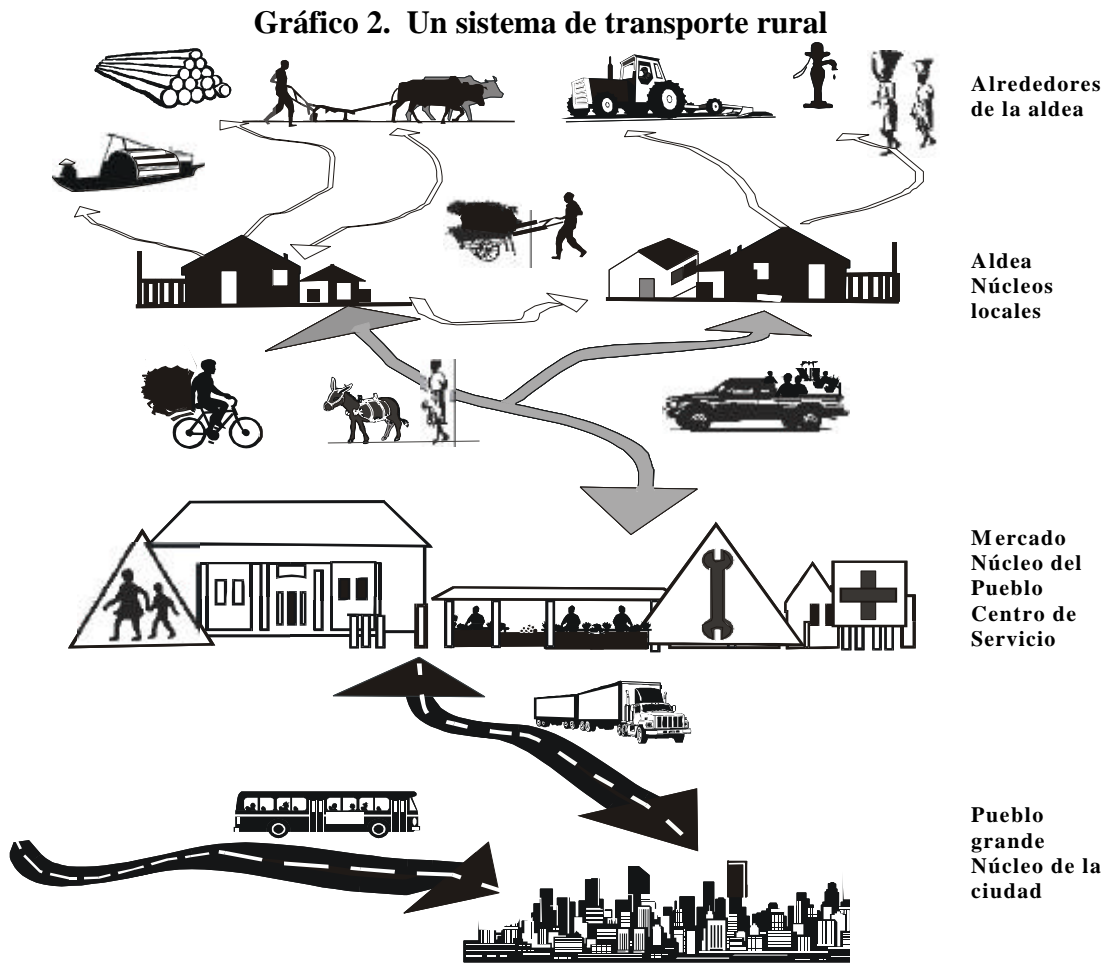 Gráfico 2. Un sistema de transporte rural
Alrededores
de la aldea
Aldea
Núcleos
locales
Mercado
Núcleo del
Pueblo
Centro de
Servicio
Pueblo
grande
Núcleo de la
ciudad